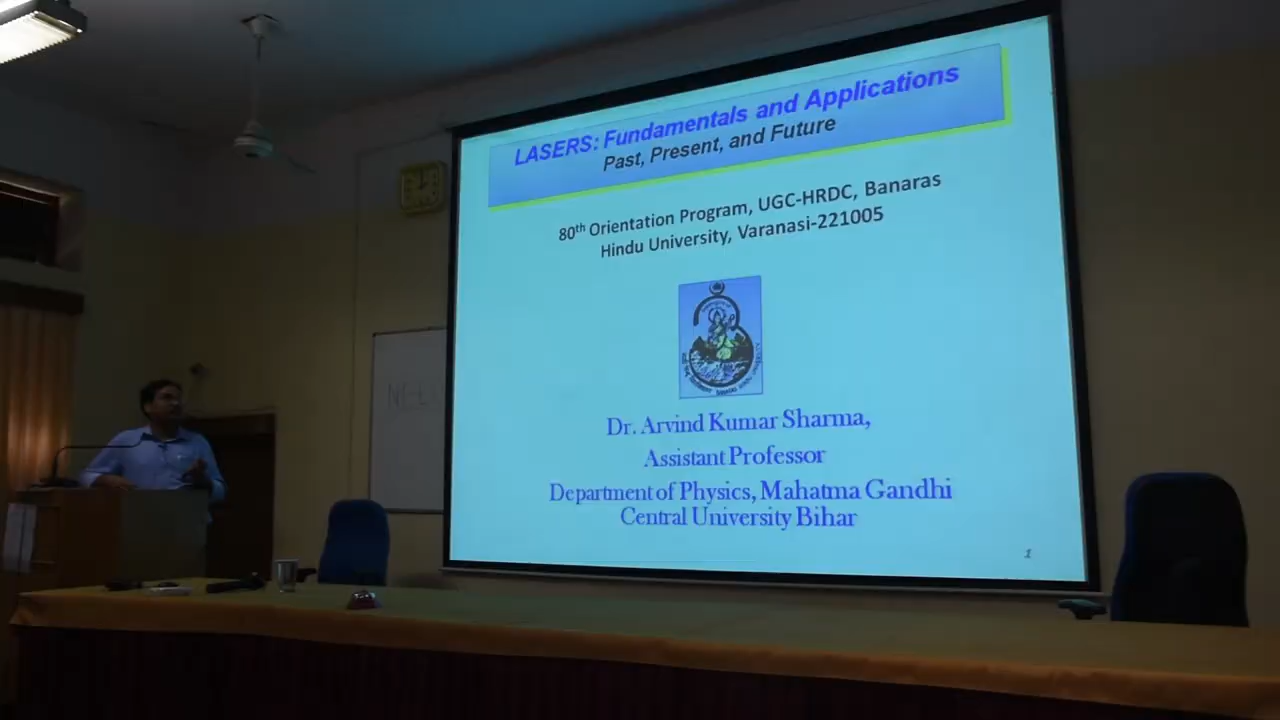 LASERS: Fundamentals and Applications
Past, Present, and Future
80th Orientation Program, UGC-HRDC, Banaras
Hindu University, Varanasi-221005
Dr. Arvind Kumar Sharma,
Assistant Professor
Department of Physics, Mahatma Gandhi
Central University Bihar
1